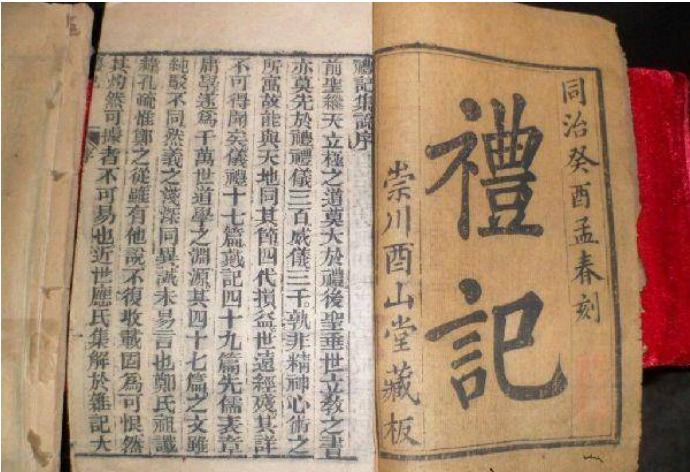 同治癸酉孟春刻
禮記
崇川酉山堂藏板
禮記集說序
前聖繼天立極之道莫大於禮後聖垂世立教之書
亦莫先於禮禮儀三百威儀三千孰非精神心術之
所寓故能與天地同其節四代損益世遠經殘其詳
不可得聞矣儀禮十七篇戴記四十九篇先儒表章
庸學遂爲千萬世道學之淵源其四十七篇之文雖
純駁不同然義之淺深同異誠未易言也鄭氏祖讖
緯孔疏惟鄭之從雖有他說不復收載固為可恨然
其灼然可據者不可易也近世應氏集解於雜記大